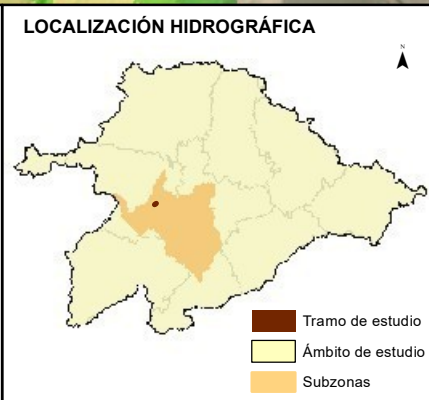 LOCALIZACIÓN HIDROGRÁFICA
N
Tramo de estudio
Ámbito de estudio
Subzonas